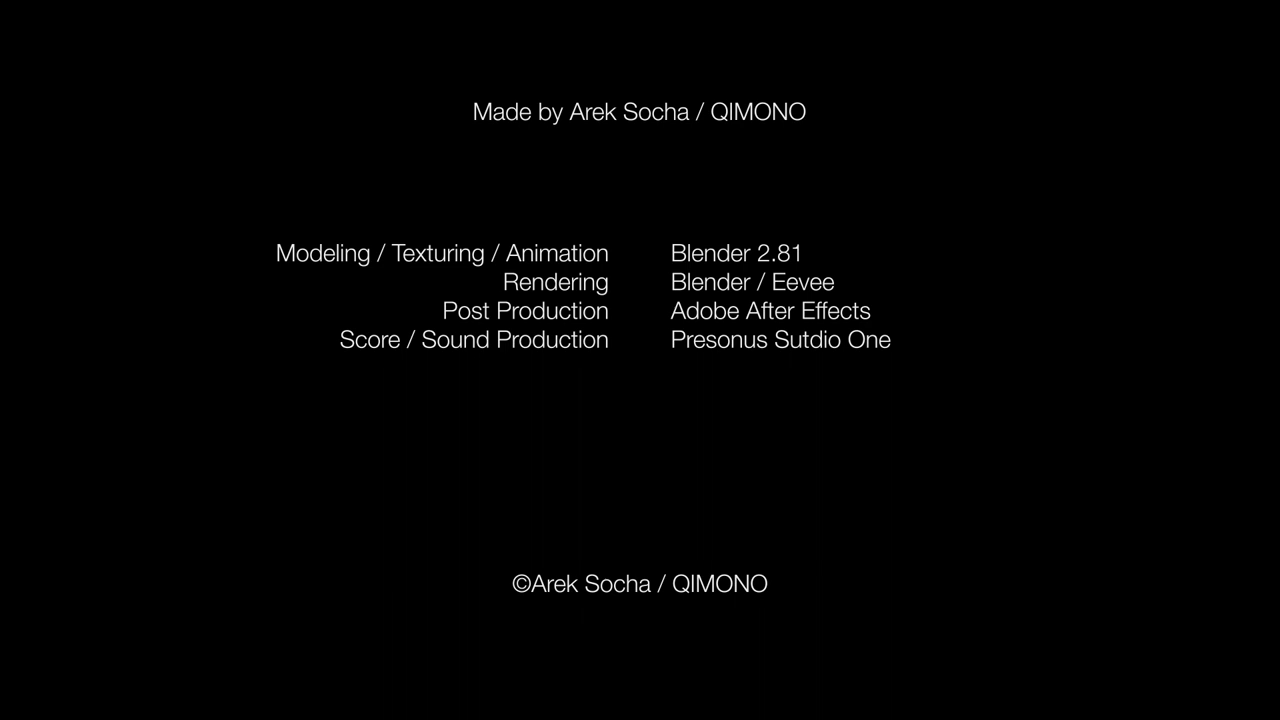 Made by Arek Socha / QIMONO
Modeling / Texturing / Animation Blender 2.81
Rendering Blender / Eevee
Post Production Adobe After Effects
Score / Sound Production Presonus Sutdio One
©Arek Socha / QIMONO